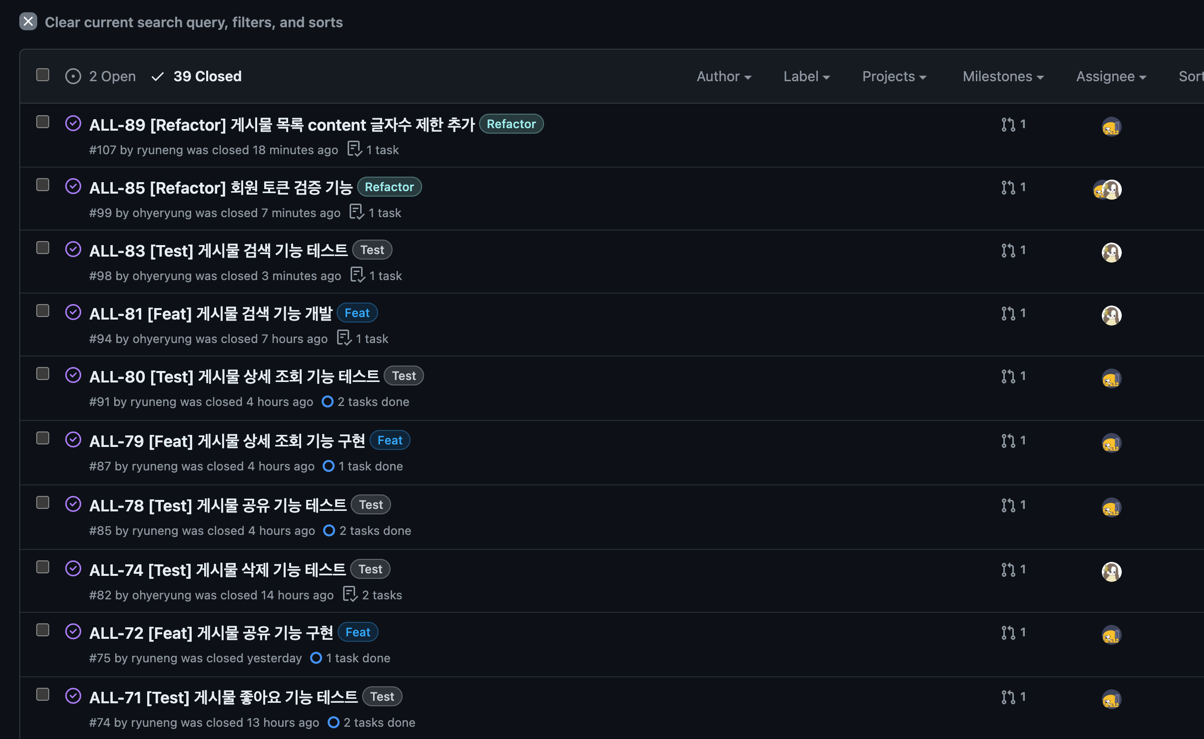 Clear current search query, filters, and sorts
2 Open 39 Closed Author Label Projects Milestones Assignee Sort
ALL-89 [Refactor] 게시물 목록 content 글자수 제한 추가 Refactor 1
#107 by ryuneng was closed 18 minutes ago 1 task
ALL-85 [Refactor] 회원 토큰 검증 기능 Refactor 1
#99 by ohyeryung was closed 7 minutes ago 1 task
ALL-83 [Test] 게시물 검색 기능 테스트 Test 1
#98 by ohyeryung was closed 3 minutes ago 1 task
ALL-81 [Feat] 게시물 검색 기능 개발 Feat 1
#94 by ohyeryung was closed 7 hours ago 1 task
ALL-80 [Test] 게시물 상세 조회 기능 테스트 Test 1
#91 by ryuneng was closed 4 hours ago 2 tasks done
ALL-79 [Feat] 게시물 상세 조회 기능 구현 Feat 1
#87 by ryuneng was closed 4 hours ago 1 task done
ALL-78 [Test] 게시물 공유 기능 테스트 Test 1
#85 by ryuneng was closed 4 hours ago 2 tasks done
ALL-74 [Test] 게시물 삭제 기능 테스트 Test 1
#82 by ohyeryung was closed 14 hours ago 2 tasks
ALL-72 [Feat] 게시물 공유 기능 구현 Feat 1
#75 by ryuneng was closed yesterday 1 task done
ALL-71 [Test] 게시물 좋아요 기능 테스트 Test 1
#74 by ryuneng was closed 13 hours ago 2 tasks done